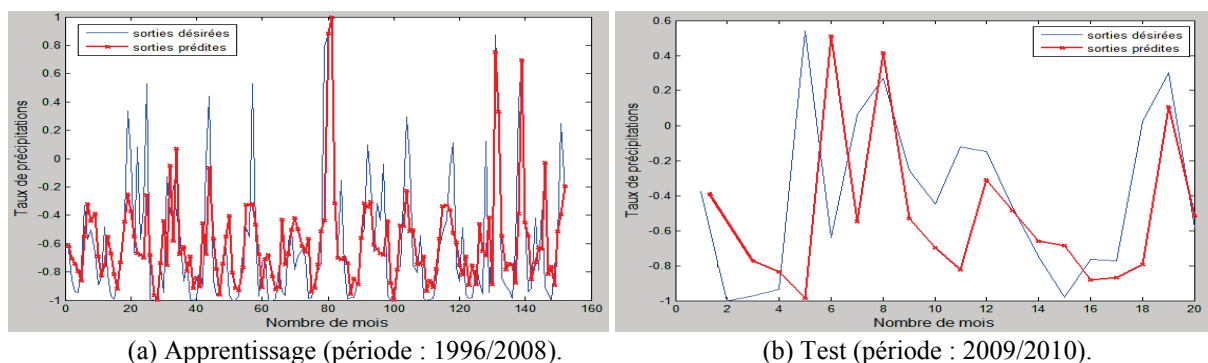 sorties désirées
sorties prédites
Taux de précipitations
1
0.8
0.6
0.4
0.2
0
-0.2
-0.4
-0.6
-0.8
-1
0 20 40 60 80 100 120 140 160
Nombre de mois
(a) Apprentissage (période : 1996/2008).
sorties désirées
sorties prédites
Taux de précipitations
0.6
0.4
0.2
0
-0.2
-0.4
-0.6
-0.8
-1
0 2 4 6 8 10 12 14 16 18 20
Nombre de mois
(b) Test (période : 2009/2010).